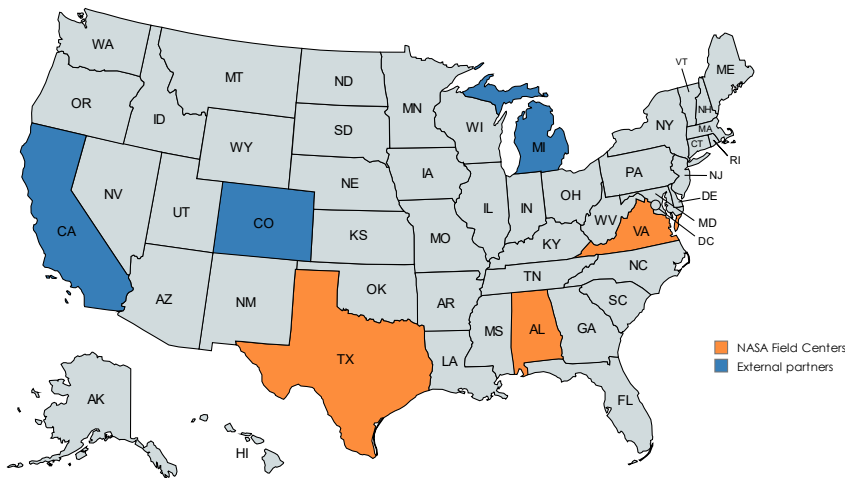 WA
MT
ND
MN
VT
ME
OR
ID
WY
SD
WI
MI
NY
NH
MA
CT
RI
NV
UT
CO
NE
IA
IL
IN
OH
PA
NJ
DE
MD
DC
CA
KS
MO
KY
WV
VA
AZ
NM
OK
AR
TN
NC
SC
TX
LA
MS
AL
GA
FL
AK
HI
NASA Field Centers
External partners